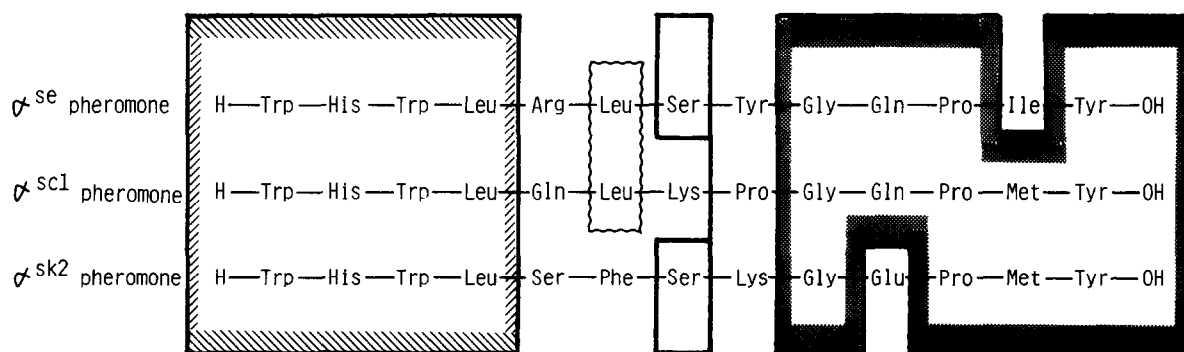 α se pheromone H—Trp—His—Trp—Leu—Arg—Leu—Ser—Tyr—Gly—Gln—Pro—Ile—Tyr—OH
α sc1 pheromone H—Trp—His—Trp—Leu—Gln—Leu—Lys—Pro—Gly—Gln—Pro—Met—Tyr—OH
α sk2 pheromone H—Trp—His—Trp—Leu—Ser—Phe—Ser—Lys—Gly—Glu—Pro—Met—Tyr—OH